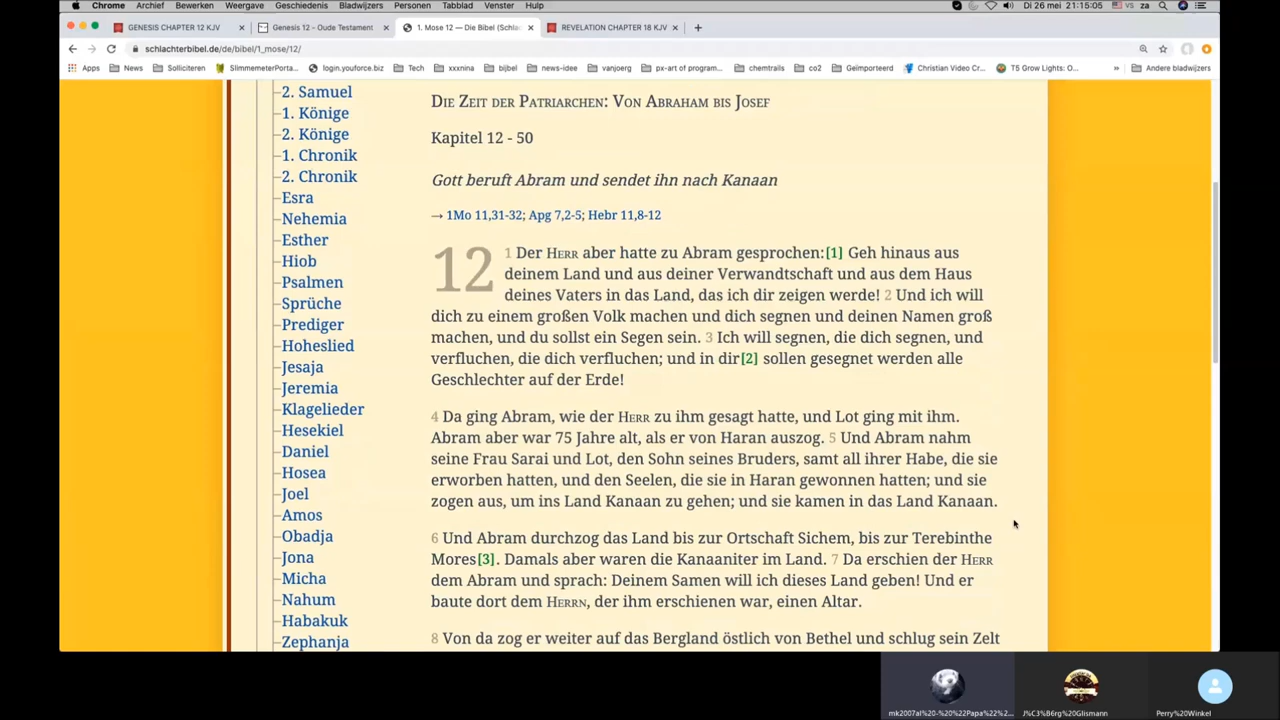 Chrome Archief Bewerken Weergave Geschiedenis Bladwijzers Personen Tabblad Venster Hulp
Di 26 mei 21:15:05 US VS za
GENESIS CHAPTER 12 KJV
Genesis 12 - Oude Testament
1. Mose 12 — Die Bibel (Schla
REVELATION CHAPTER 18 KJV
schlachterbibel.de/de/bibel/1_mose/12/
Apps News Solliciteren SlimmemeterPorta... login.youforce.biz Tech xxxnina bijbel news-idee vanjoerg px-art of program... chemtrails co2 Geïmporteerd Christian Video Cr... T5 Grow Lights: O... » Andere bladwijzers
2. Samuel
1. Könige
2. Könige
1. Chronik
2. Chronik
Esra
Nehemia
Esther
Hiob
Psalmen
Sprüche
Prediger
Hoheslied
Jesaja
Jeremia
Klagelieder
Hesekiel
Daniel
Hosea
Joel
Amos
Obadja
Jona
Micha
Nahum
Habakuk
Zephanja
Die Zeit der Patriarchen: Von Abraham bis Josef
Kapitel 12 - 50
Gott beruft Abram und sendet ihn nach Kanaan
→ 1Mo 11,31-32; Apg 7,2-5; Hebr 11,8-12
12 1 Der Herr aber hatte zu Abram gesprochen:[1] Geh hinaus aus
deinem Land und aus deiner Verwandtschaft und aus dem Haus
deines Vaters in das Land, das ich dir zeigen werde! 2 Und ich will
dich zu einem großen Volk machen und dich segnen und deinen Namen groß
machen, und du sollst ein Segen sein. 3 Ich will segnen, die dich segnen, und
verfluchen, die dich verfluchen; und in dir[2] sollen gesegnet werden alle
Geschlechter auf der Erde!
4 Da ging Abram, wie der Herr zu ihm gesagt hatte, und Lot ging mit ihm.
Abram aber war 75 Jahre alt, als er von Haran auszog. 5 Und Abram nahm
seine Frau Sarai und Lot, den Sohn seines Bruders, samt all ihrer Habe, die sie
erworben hatten, und den Seelen, die sie in Haran gewonnen hatten; und sie
zogen aus, um ins Land Kanaan zu gehen; und sie kamen in das Land Kanaan.
6 Und Abram durchzog das Land bis zur Ortschaft Sichem, bis zur Terebinthe
Mores[3]. Damals aber waren die Kanaaniter im Land. 7 Da erschien der Herr
dem Abram und sprach: Deinem Samen will ich dieses Land geben! Und er
baute dort dem Herrn, der ihm erschienen war, einen Altar.
8 Von da zog er weiter auf das Bergland östlich von Bethel und schlug sein Zelt
mk2007al%20-%20%22Papa%22%2...
J%C3%B6rg%20Glismann
Perry%20Winkel